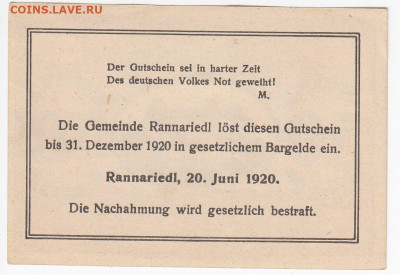 COINS.LAVE.RU
Der Gutschein sei in harter Zeit
Des deutschen Volkes Not geweiht!
M.
Die Gemeinde Rannariedl löst diesen Gutschein
bis 31. Dezember 1920 in gesetzlichem Bargelde ein.
Rannariedl, 20. Juni 1920.
Die Nachahmung wird gesetzlich bestraft.